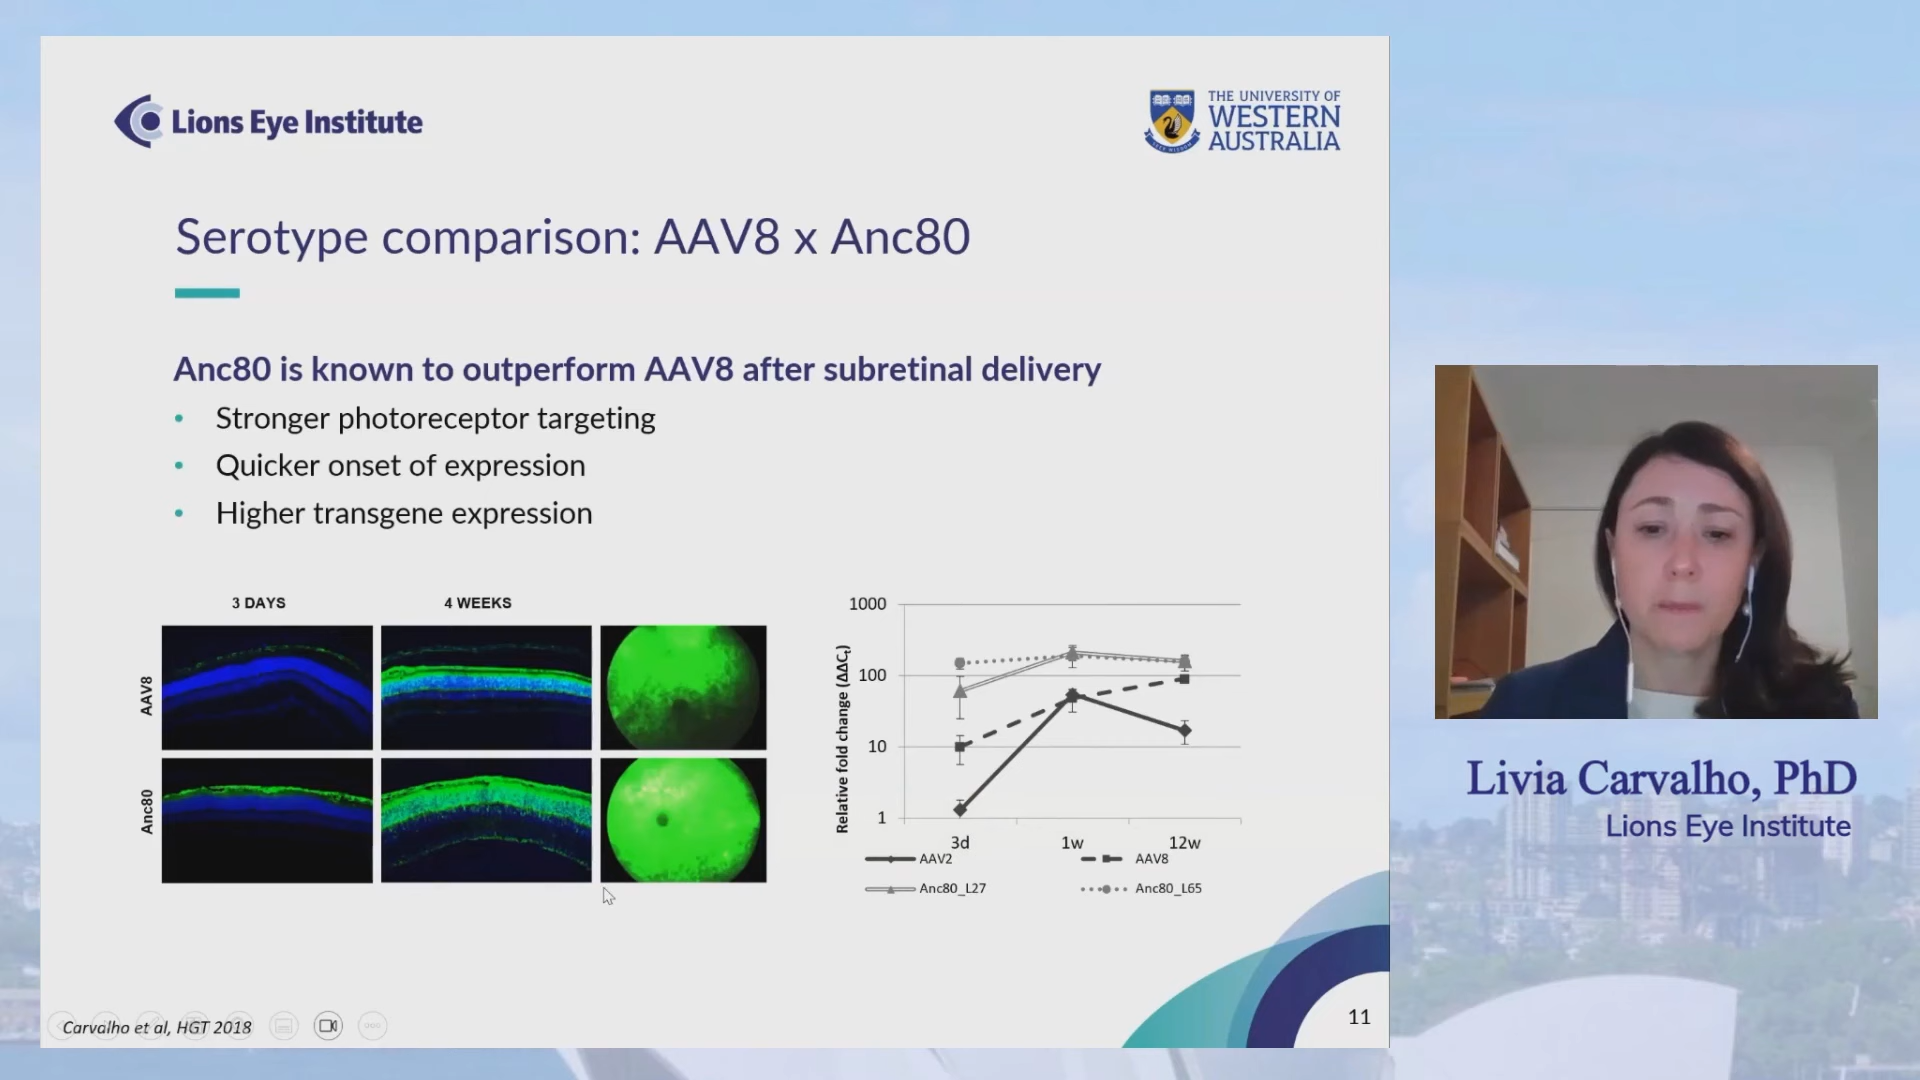 Lions Eye Institute
THE UNIVERSITY OF
WESTERN
AUSTRALIA
Serotype comparison: AAV8 x Anc80
Anc80 is known to outperform AAV8 after subretinal delivery
• Stronger photoreceptor targeting
• Quicker onset of expression
• Higher transgene expression
3 DAYS
4 WEEKS
AAV8
Anc80
Relative fold change (ΔΔCt)
1000
100
10
1
3d
1w
12w
AAV2
AAV8
Anc80_L27
Anc80_L65
Carvalho et al, HGT 2018
11
Livia Carvalho, PhD
Lions Eye Institute